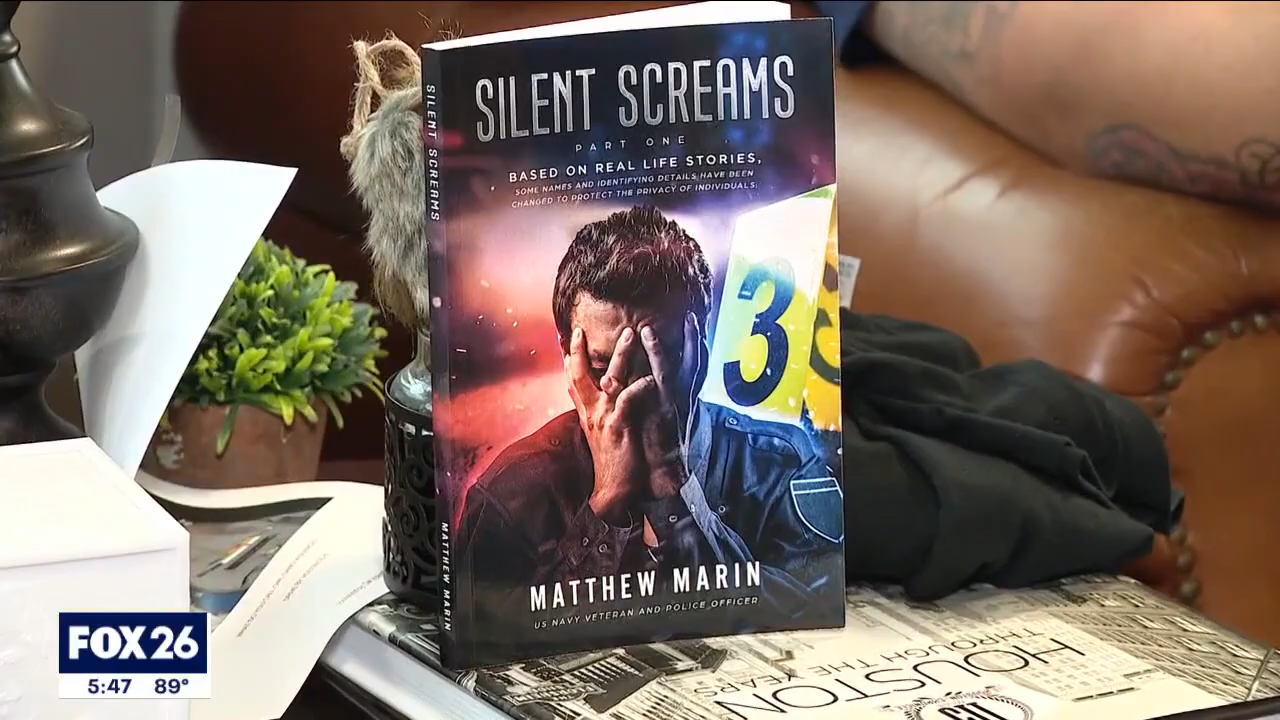 SILENT SCREAMS
PART ONE
BASED ON REAL LIFE STORIES,
SOME NAMES AND IDENTIFYING DETAILS HAVE BEEN
CHANGED TO PROTECT THE PRIVACY OF INDIVIDUALS.
3
MATTHEW MARIN
US NAVY VETERAN AND POLICE OFFICER
SILENT SCREAMS
MATTHEW MARIN
HOUSTON
THROUGH THE YEARS
FOX 26
5:47 89°